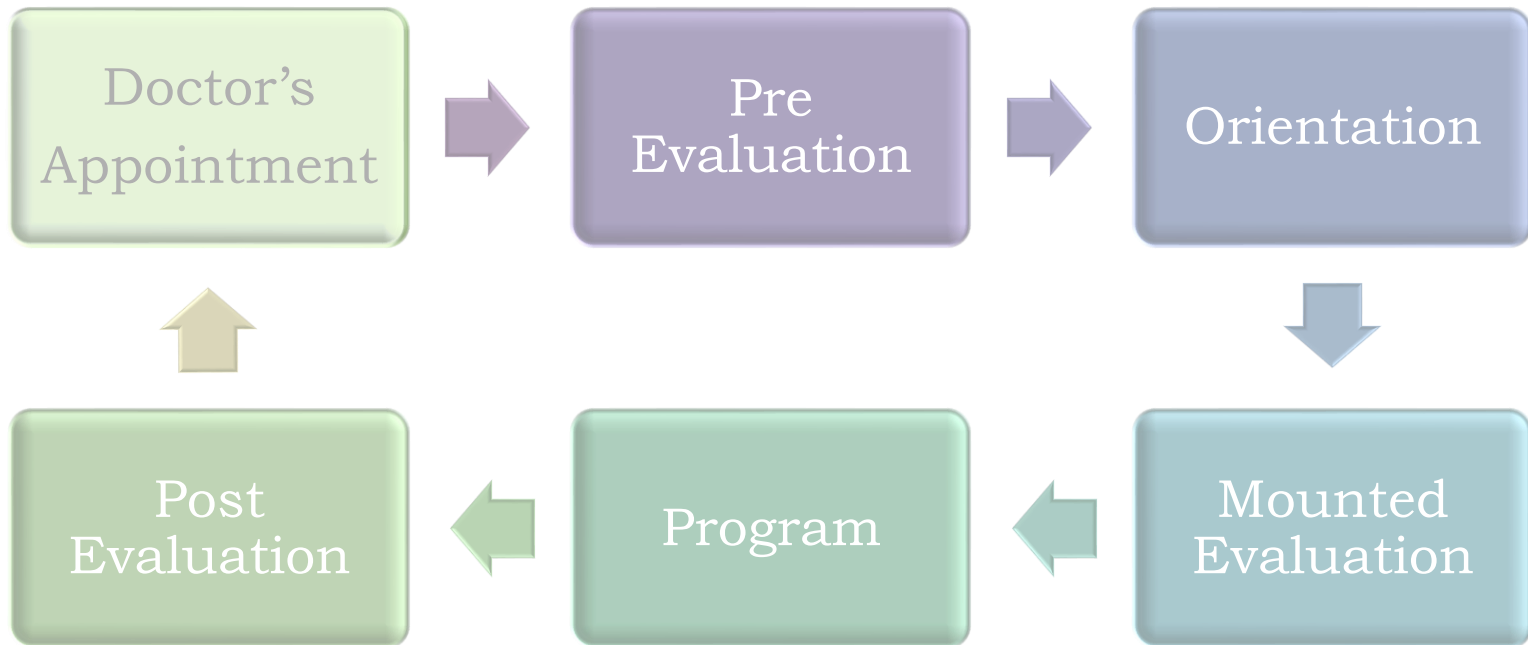 Doctor’s
Appointment
Pre
Evaluation
Orientation
Post
Evaluation
Program
Mounted
Evaluation